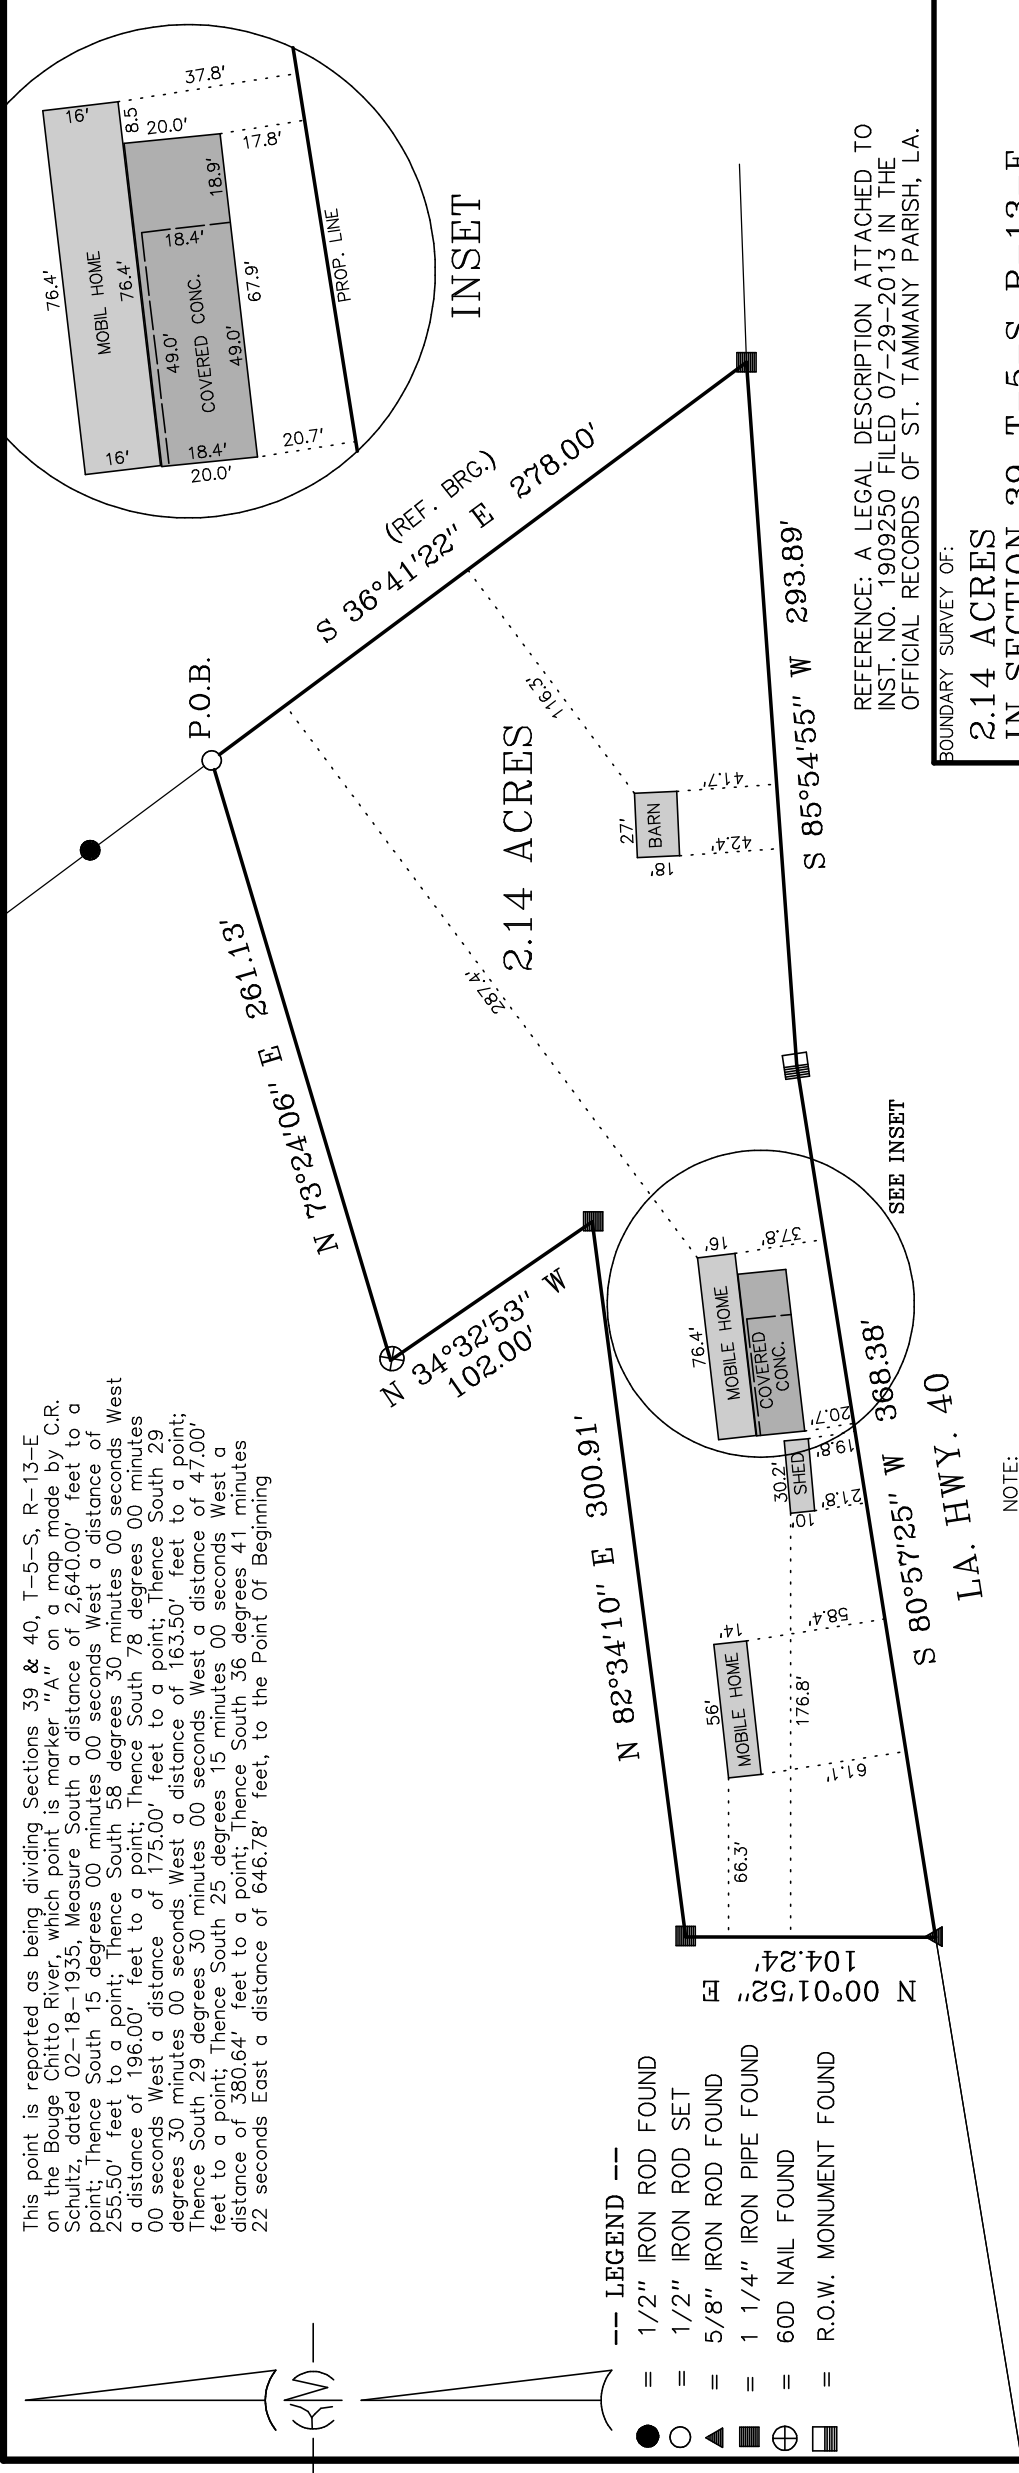 This point is reported as being dividing Sections 39 & 40, T-5-S, R-13-E
on the Bouge Chitto River, which point is marker "A" on a map made by C.R.
Schultz, dated 02-18-1935, Measure South a distance of 2,640.00' feet to a
point; Thence South 15 degrees 00 minutes 00 seconds West a distance of
255.50' feet to a point; Thence South 58 degrees 30 minutes 00 seconds West
a distance of 196.00' feet to a point; Thence South 78 degrees 00 minutes
00 seconds West a distance of 175.00' feet to a point; Thence South 29
degrees 30 minutes 00 seconds West a distance of 163.50' feet to a point;
Thence South 29 degrees 30 minutes 00 seconds West a distance of 47.00'
feet to a point; Thence South 25 degrees 15 minutes 00 seconds West a
distance of 380.64' feet to a point; Thence South 36 degrees 41 minutes
22 seconds East a distance of 646.78' feet, to the Point Of Beginning
P.O.B.
N 73°24'06" E 261.13'
S 36°41'22" E 278.00'
(REF. BRG.)
N 34°32'53" W
102.00'
N 82°34'10" E 300.91'
N 00°01'52" E
104.24'
S 80°57'25" W 368.38'
S 85°54'55" W 293.89'
LA. HWY. 40
2.14 ACRES
287.4'
116.3'
BARN
27'
18'
42.4'
41.7'
MOBILE HOME
76.4'
16'
37.8'
COVERED
CONC.
20.7'
19.8'
SHED
30.2'
10'
21.8'
MOBILE HOME
56'
14'
58.4'
61.1'
66.3'
176.8'
SEE INSET
76.4'
16'
MOBIL HOME
16'
76.4'
8.5
20.0'
37.8'
17.8'
18.9'
18.4'
49.0'
COVERED CONC.
49.0'
67.9'
18.4'
20.0'
20.7'
PROP. LINE
INSET
-- LEGEND --
= 1/2" IRON ROD FOUND
= 1/2" IRON ROD SET
= 5/8" IRON ROD FOUND
= 1 1/4" IRON PIPE FOUND
= 60D NAIL FOUND
= R.O.W. MONUMENT FOUND
NOTE:
REFERENCE: A LEGAL DESCRIPTION ATTACHED TO
INST. NO. 1909250 FILED 07-29-2013 IN THE
OFFICIAL RECORDS OF ST. TAMMANY PARISH, LA.
BOUNDARY SURVEY OF:
2.14 ACRES
IN SECTION 39, T-5-S, R-13-E